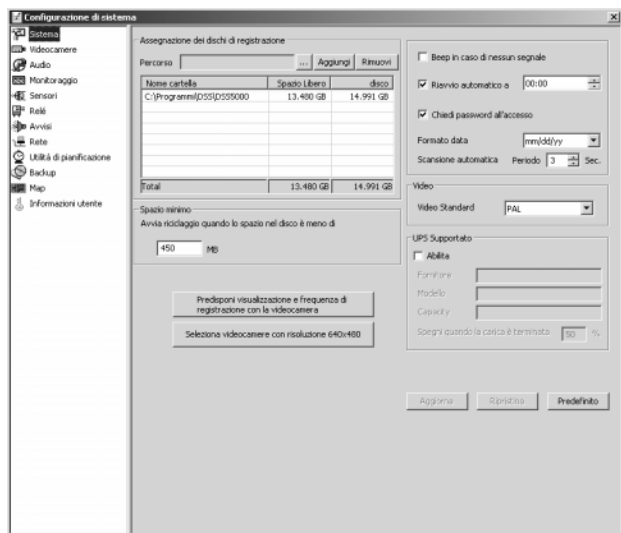 Configurazione di sistema
Sistema
Videocamere
Audio
Monitoraggio
Sensori
Relé
Avvisi
Rete
Utilità di pianificazione
Backup
Map
Informazioni utente
Assegnazione dei dischi di registrazione
Percorso ... Aggiungi Rimuovi
Nome cartella Spazio Libero disco
C:\Programmi\DSS\DSS5000 13.480 GB 14.991 GB
Total 13.480 GB 14.991 GB
Spazio minimo
Avvia riciclaggio quando lo spazio nel disco è meno di
450 MB
Predisponi visualizzazione e frequenza di
registrazione con la videocamera
Seleziona videocamere con risoluzione 640x480
Beep in caso di nessun segnale
Riavvio automatico a 00:00
Chiedi password all'accesso
Formato data mm/dd/yy
Scansione automatica Periodo 3 Sec.
Video
Video Standard PAL
UPS Supportato
Abilita
Fornitore
Modello
Capacity
Spegni quando la carica è terminata 50 %
Aggiorna Ripristina Predefinito